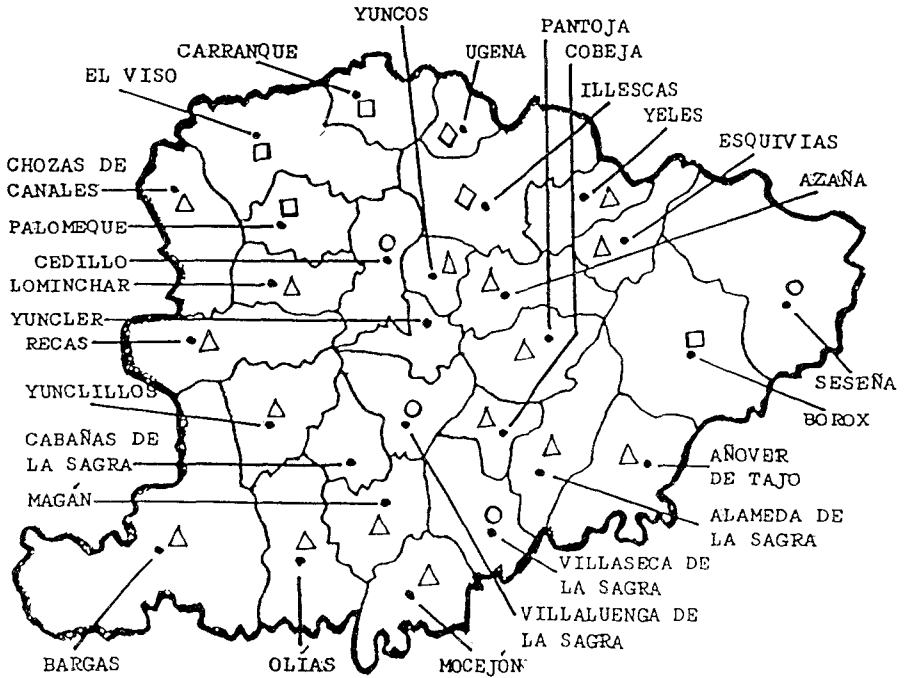 YUNCOS
PANTOJA
COBEJA
CARRANQUE
UGENA
EL VISO
ILLESCAS
YELES
ESQUIVIAS
AZAÑA
CHOZAS DE
CANALES
PALOMEQUE
CEDILLO
LOMINCHAR
YUNCLER
RECAS
SESEÑA
BOROX
YUNCLILLOS
CABAÑAS DE
LA SAGRA
AÑOVER
DE TAJO
MAGÁN
ALAMEDA DE
LA SAGRA
VILLASECA DE
LA SAGRA
VILLALUENGA DE
LA SAGRA
BARGAS
OLÍAS
MOCEJÓN